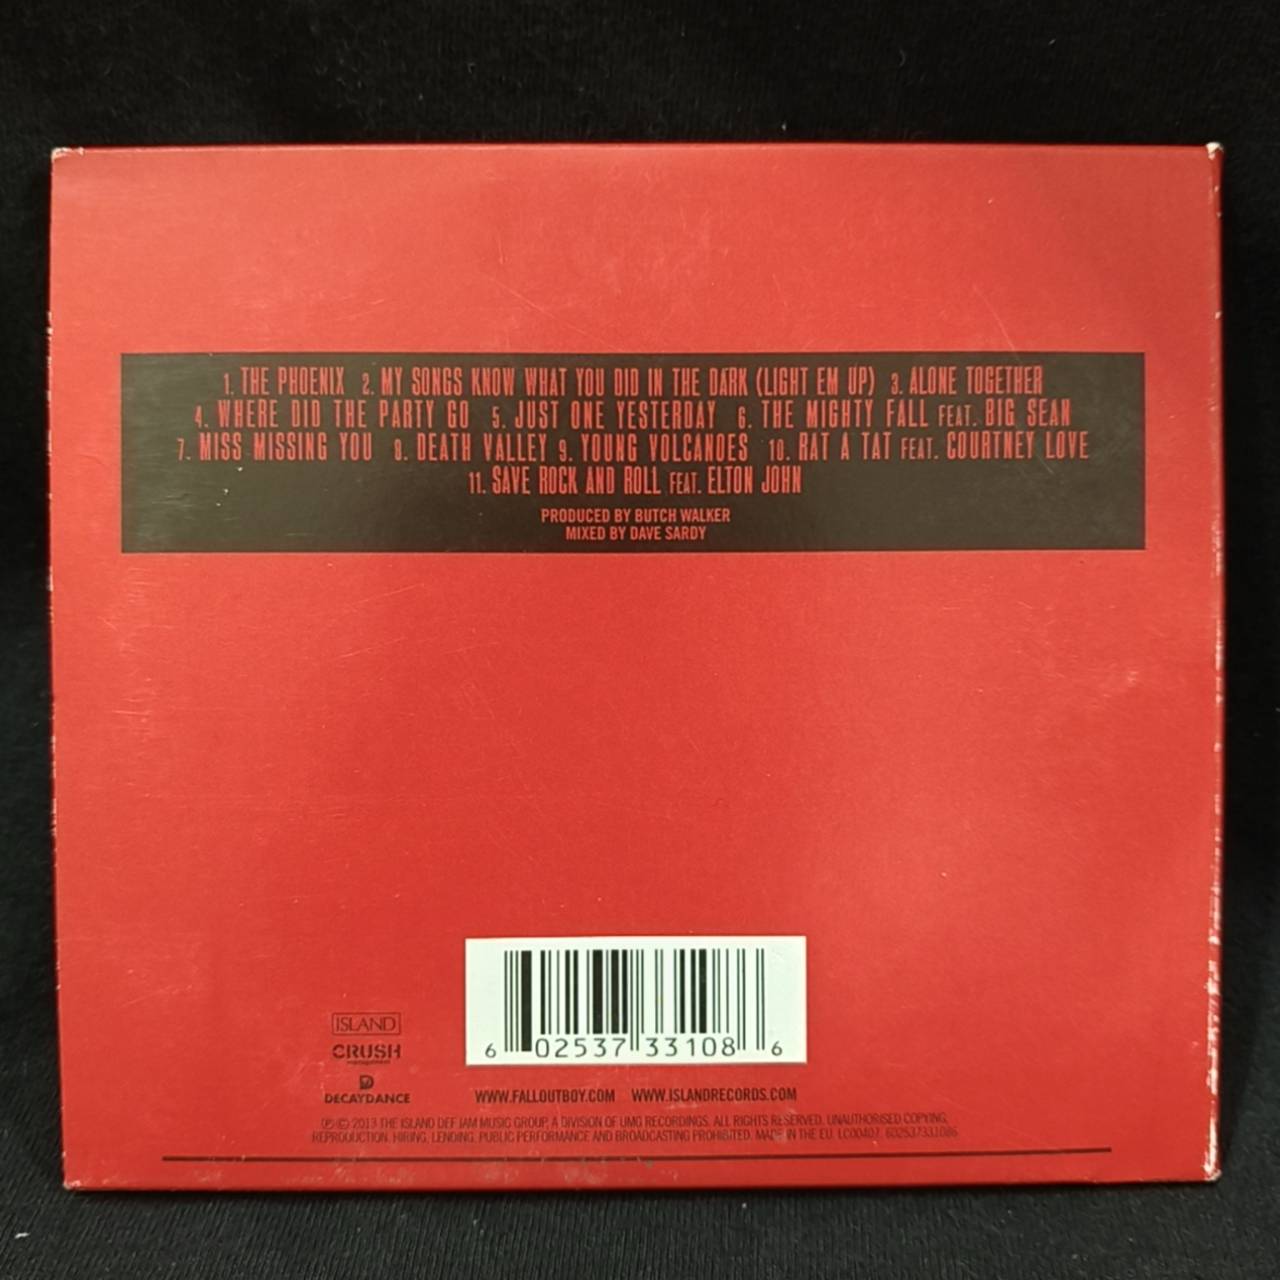 1. THE PHOENIX 2. MY SONGS KNOW WHAT YOU DID IN THE DARK (LIGHT EM UP) 3. ALONE TOGETHER
4. WHERE DID THE PARTY GO 5. JUST ONE YESTERDAY 6. THE MIGHTY FALL FEAT. BIG SEAN
7. MISS MISSING YOU 8. DEATH VALLEY 9. YOUNG VOLCANOES 10. RAT A TAT FEAT. COURTNEY LOVE
11. SAVE ROCK AND ROLL FEAT. ELTON JOHN
PRODUCED BY BUTCH WALKER
MIXED BY DAVE SARDY
6 02537 33108 6
ISLAND
CRUSH
management
D
DECAYDANCE
WWW.FALLOUTBOY.COM WWW.ISLANDRECORDS.COM
℗ © 2013 THE ISLAND DEF JAM MUSIC GROUP, A DIVISION OF UMG RECORDINGS. ALL RIGHTS RESERVED. UNAUTHORISED COPYING,
REPRODUCTION, HIRING, LENDING, PUBLIC PERFORMANCE AND BROADCASTING PROHIBITED. MADE IN THE EU. LC00407. 602537331086